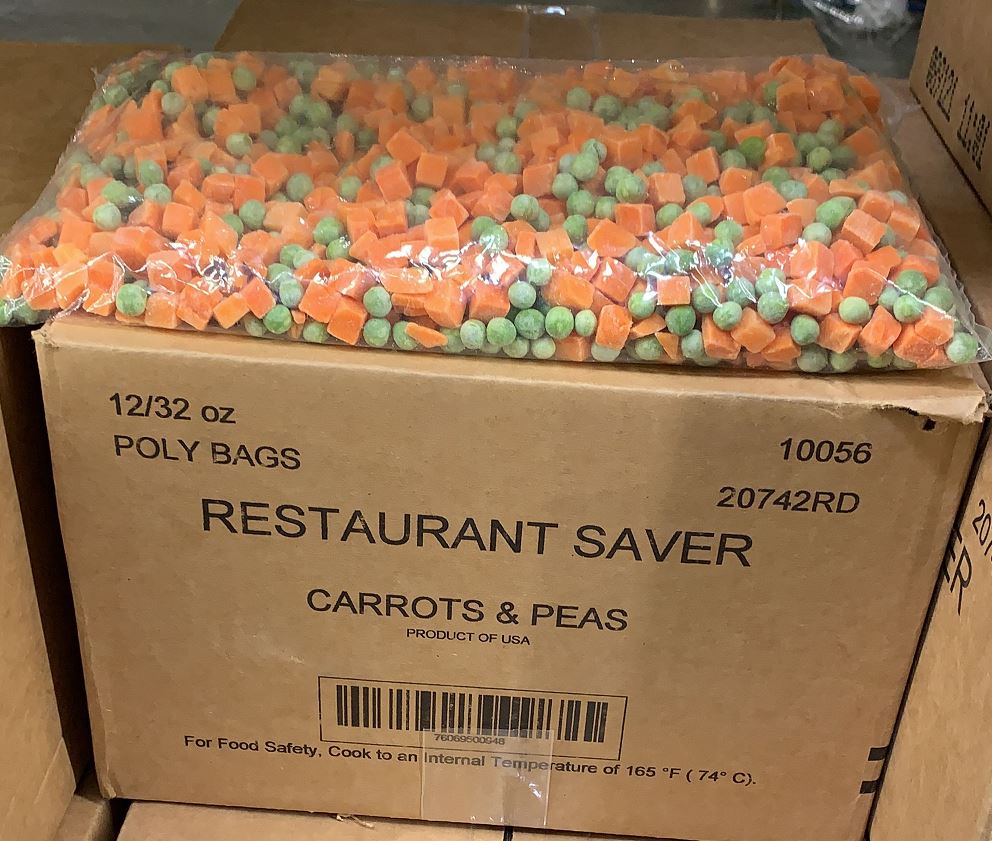 12/32 oz
POLY BAGS
10056
20742RD
RESTAURANT SAVER
CARROTS & PEAS
PRODUCT OF USA
76069500948
For Food Safety, Cook to an Internal Temperature of 165 °F ( 74° C).